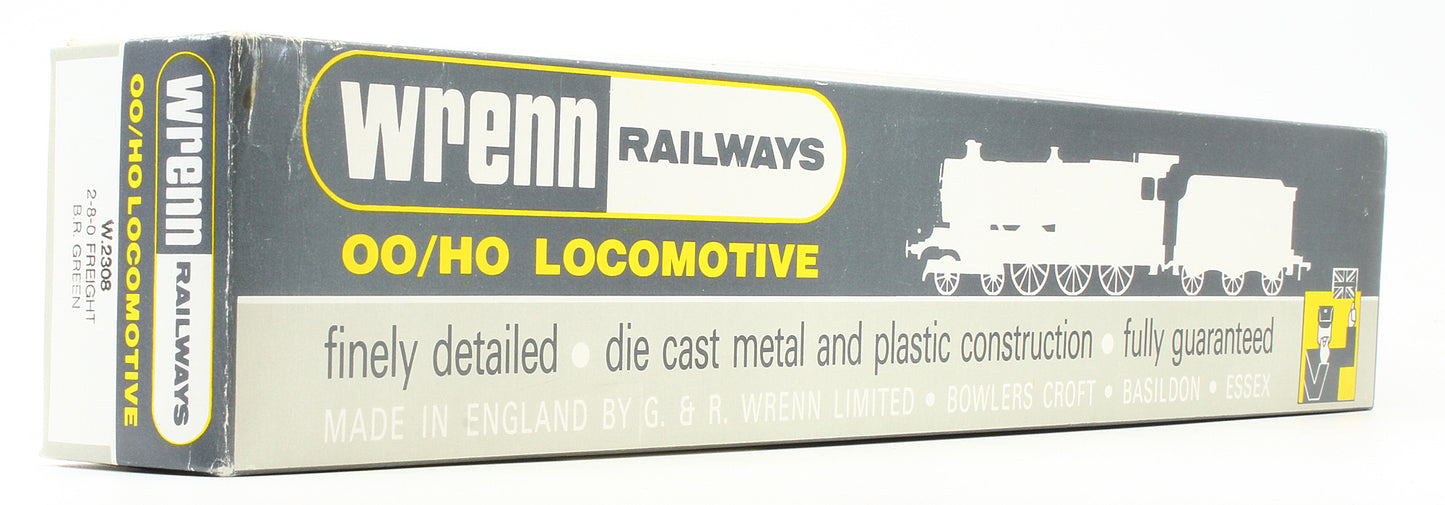 Wrenn RAILWAYS
OO/HO LOCOMOTIVE
finely detailed • die cast metal and plastic construction • fully guaranteed
MADE IN ENGLAND BY G. & R. WRENN LIMITED • BOWLERS CROFT • BASILDON • ESSEX
Wrenn RAILWAYS
OO/HO LOCOMOTIVE
W.2308
2-8-0 FREIGHT
B.R. GREEN